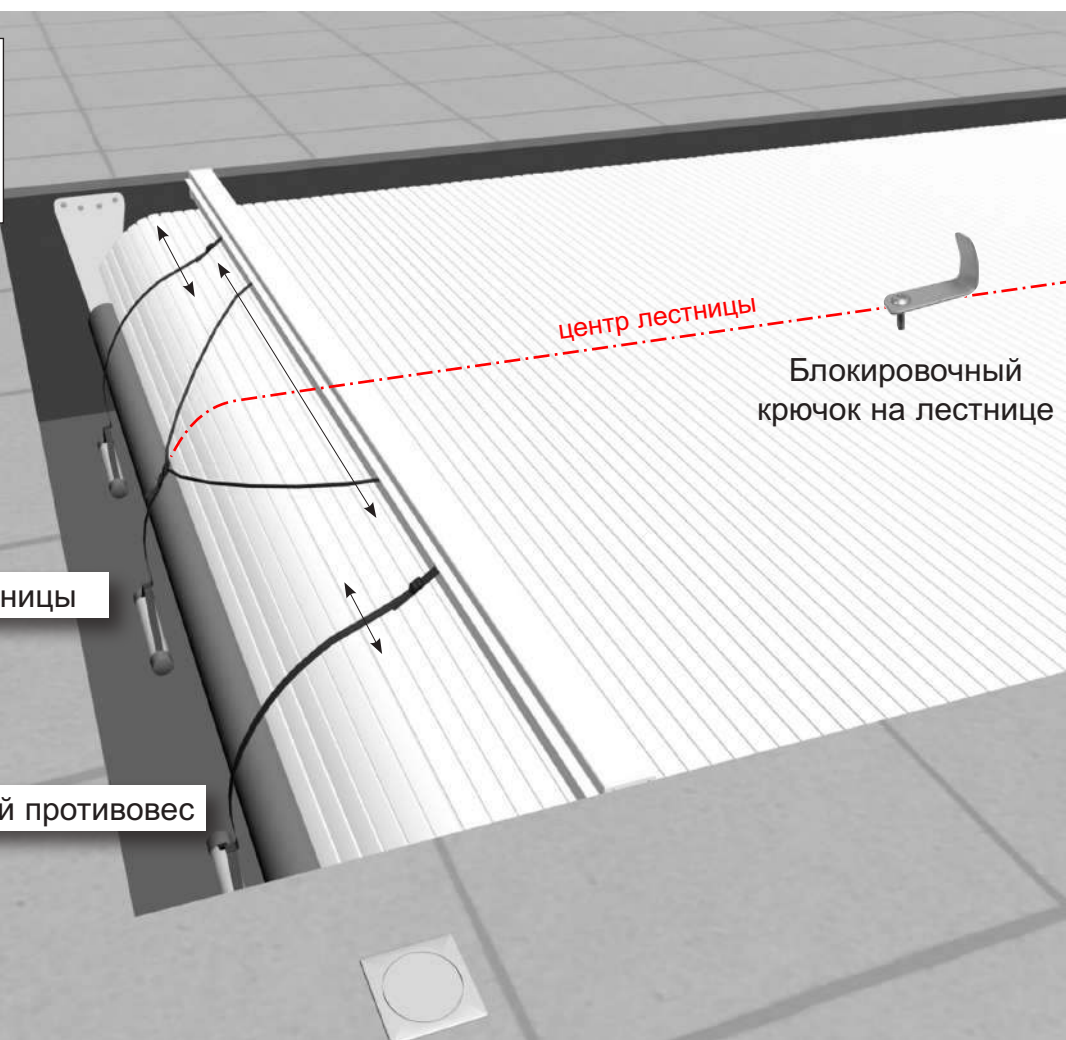 центр лестницы
Блокировочный
крючок на лестнице
ницы
й противовес